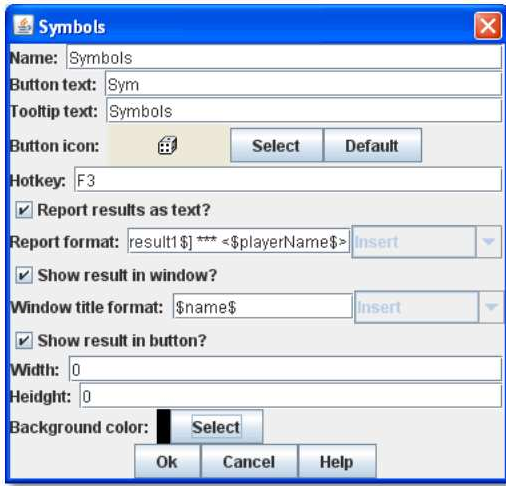 Symbols
Name: Symbols
Button text: Sym
Tooltip text: Symbols
Button icon: Select Default
Hotkey: F3
Report results as text?
Report format: result1$] *** <$playerName$> Insert
Show result in window?
Window title format: $name$ Insert
Show result in button?
Width: 0
Heidght: 0
Background color: Select
Ok Cancel Help